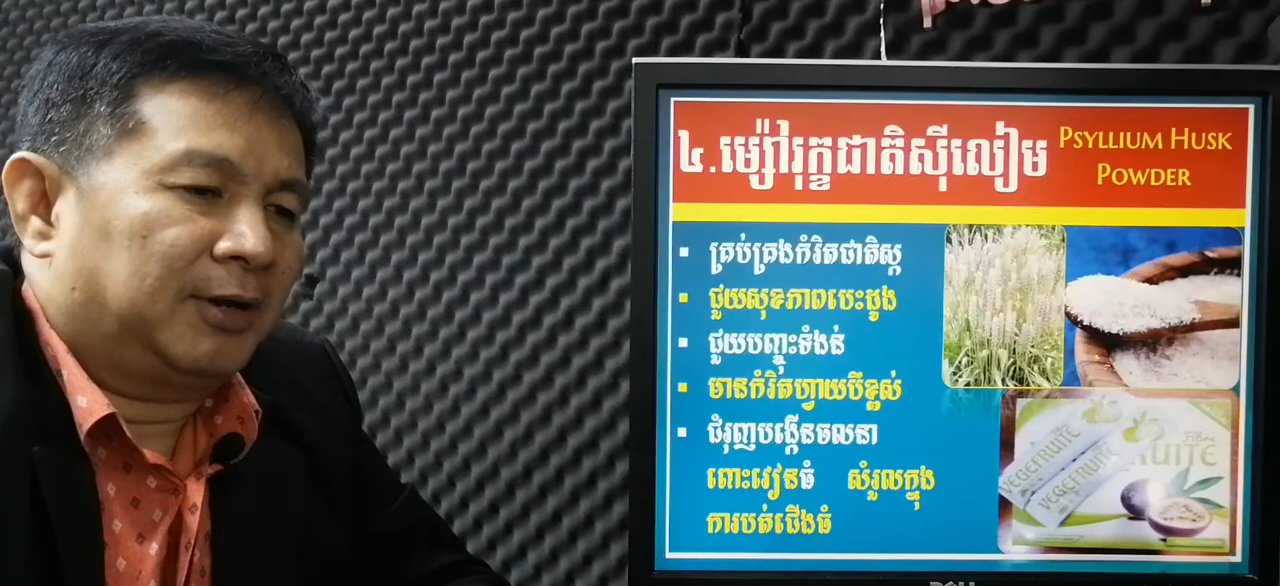 ៤.ម្ស៉ៅរុក្ខជាតិស៊ីលៀម
PSYLLIUM HUSK
POWDER
▪ គ្រប់គ្រងកំរិតជាតិស្ករ
▪ ជួយសុខភាពបេះដូង
▪ ជួយបញ្ចុះទំងន់
▪ មានកំរិតហ្វាយបឺខ្ពស់
▪ ជំរុញបង្កើនចលនា
ពោះវៀនធំ សំរួលក្នុង
ការបត់ជើងធំ
Fibre
VEGEFRUITE
VEGEFRUITE